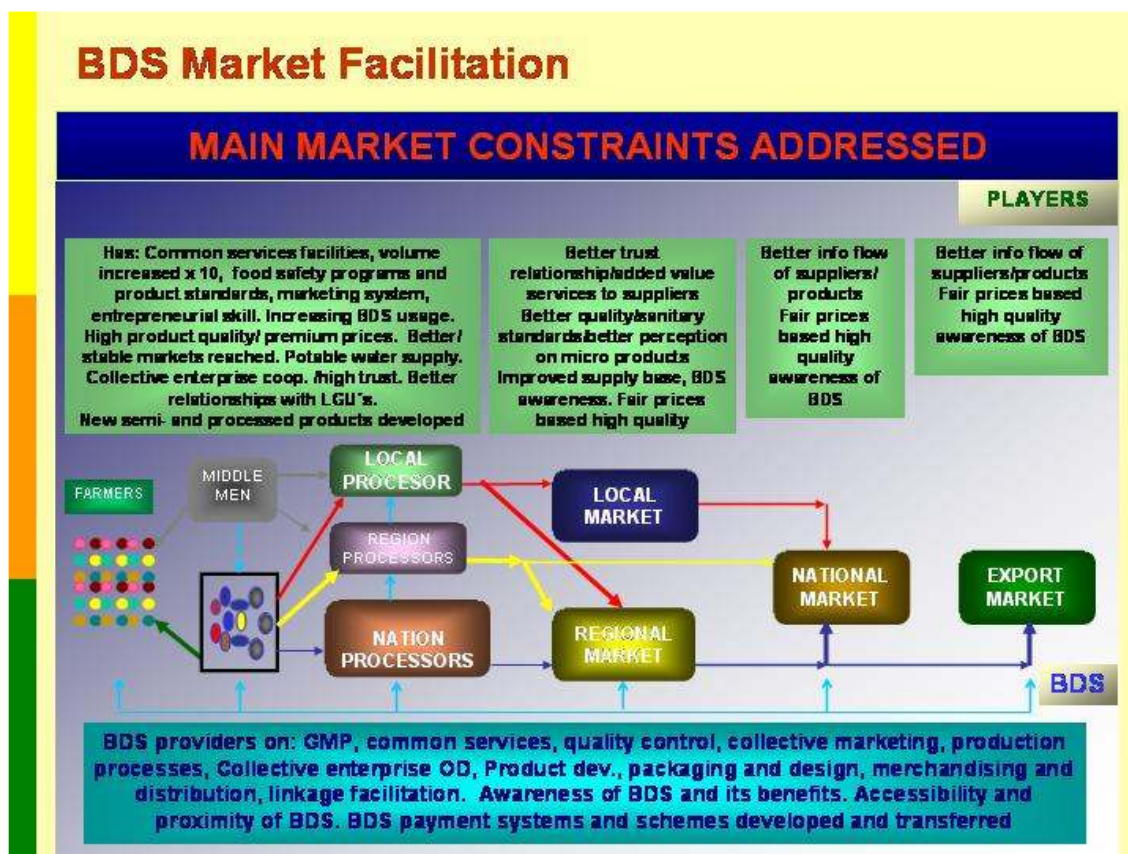 BDS Market Facilitation
MAIN MARKET CONSTRAINTS ADDRESSED
PLAYERS
Has: Common services facilities, volume
increased x 10, food safety programs and
product standards, marketing system,
entrepreneurial skill. Increasing BDS usage.
High product quality/ premium prices. Better/
stable markets reached. Potable water supply.
Collective enterprise coop. /high trust. Better
relationships with LGU´s.
New semi- and processed products developed
Better trust
relationship/added value
services to suppliers
Better quality/sanitary
standards/better perception
on micro products
Improved supply base, BDS
awareness. Fair prices
based high quality
Better info flow
of suppliers/
products
Fair prices
based high
quality
awareness of
BDS
Better info flow of
suppliers/products
Fair prices based
high quality
awareness of BDS
FARMERS
MIDDLE
MEN
LOCAL
PROCESOR
REGION
PROCESSORS
NATION
PROCESSORS
LOCAL
MARKET
REGIONAL
MARKET
NATIONAL
MARKET
EXPORT
MARKET
BDS
BDS providers on: GMP, common services, quality control, collective marketing, production
processes, Collective enterprise OD, Product dev., packaging and design, merchandising and
distribution, linkage facilitation. Awareness of BDS and its benefits. Accessibility and
proximity of BDS. BDS payment systems and schemes developed and transferred